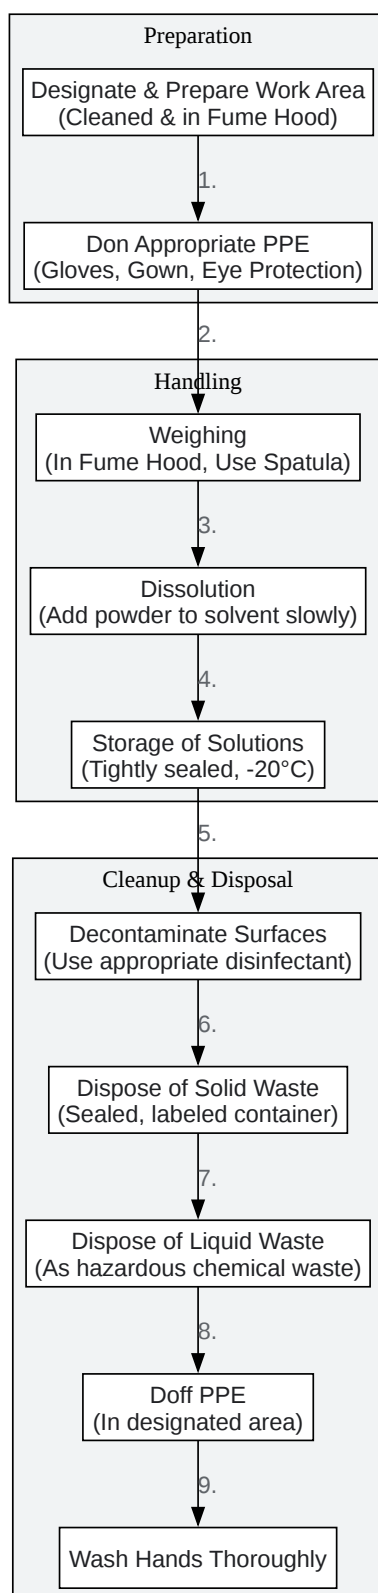 Preparation
Designate & Prepare Work Area
(Cleaned & in Fume Hood)
1.
Don Appropriate PPE
(Gloves, Gown, Eye Protection)
2.
Handling
Weighing
(In Fume Hood, Use Spatula)
3.
Dissolution
(Add powder to solvent slowly)
4.
Storage of Solutions
(Tightly sealed, -20°C)
5.
Cleanup & Disposal
Decontaminate Surfaces
(Use appropriate disinfectant)
6.
Dispose of Solid Waste
(Sealed, labeled container)
7.
Dispose of Liquid Waste
(As hazardous chemical waste)
8.
Doff PPE
(In designated area)
9.
Wash Hands Thoroughly